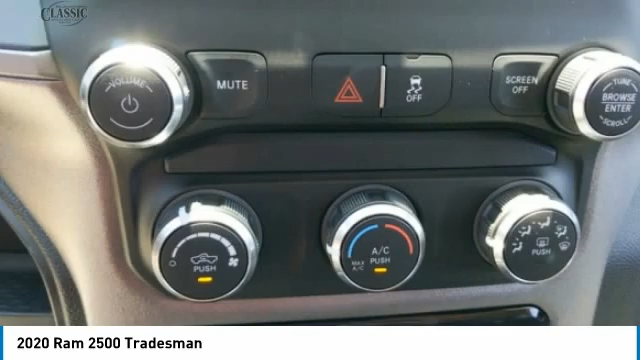 CLASSIC
VOLUME
MUTE
OFF
SCREEN
OFF
TUNE
BROWSE
ENTER
SCROLL
PUSH
A/C
PUSH
MAX
A/C
PUSH
2020 Ram 2500 Tradesman